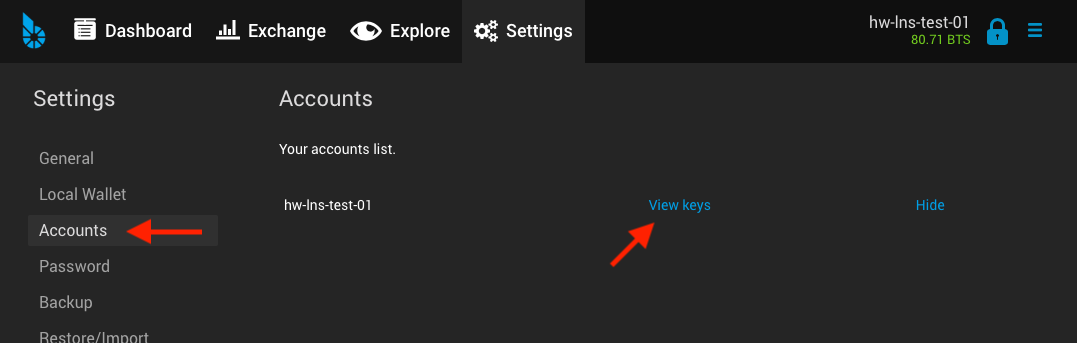 Dashboard Exchange Explore Settings hw-lns-test-01
80.71 BTS
Settings
General
Local Wallet
Accounts
Password
Backup
Restore/Import
Accounts
Your accounts list.
hw-lns-test-01 View keys Hide